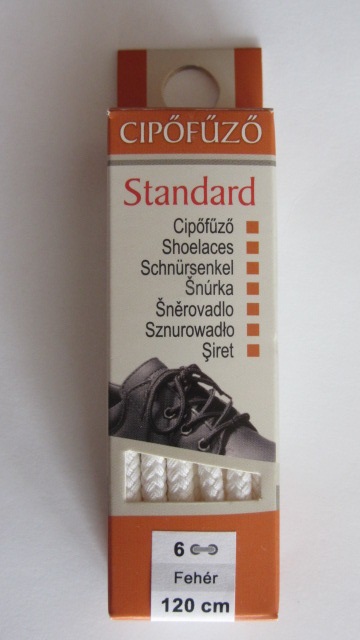 CIPŐFŰZŐ
Standard
Cipőfűző
Shoelaces
Schnürsenkel
Šnúrka
Šněrovadlo
Sznurowadło
Şiret
6
Fehér
120 cm